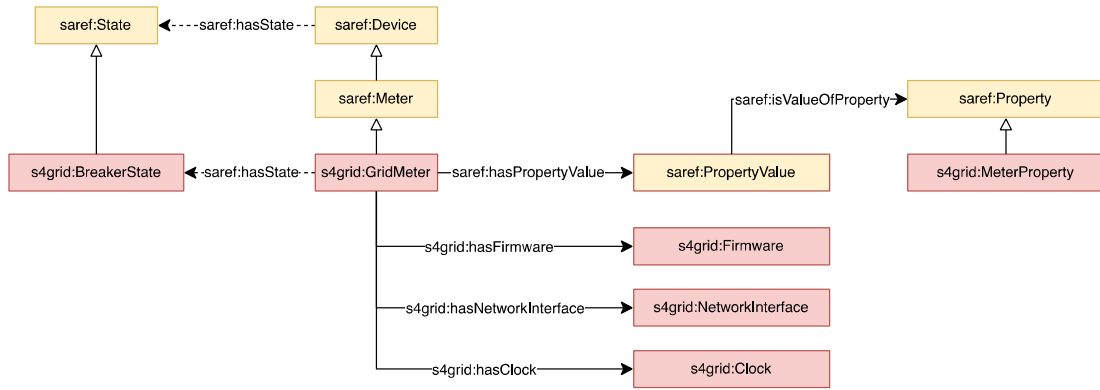 saref:State
saref:hasState
saref:Device
saref:Meter
saref:isValueOfProperty
saref:Property
s4grid:BreakerState
saref:hasState
s4grid:GridMeter
saref:hasPropertyValue
saref:PropertyValue
s4grid:MeterProperty
s4grid:hasFirmware
s4grid:Firmware
s4grid:hasNetworkInterface
s4grid:NetworkInterface
s4grid:hasClock
s4grid:Clock